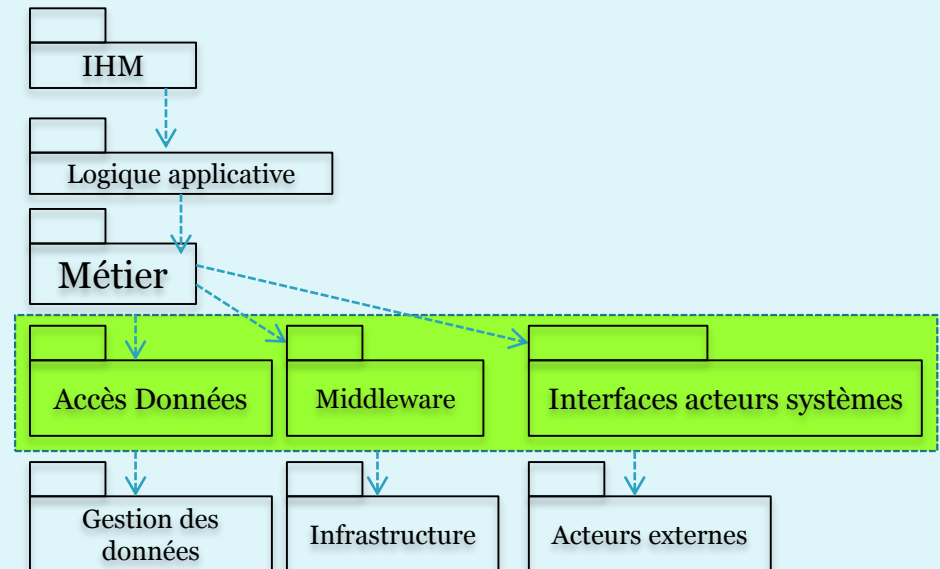 IHM
Logique applicative
Métier
Accès Données
Middleware
Interfaces acteurs systèmes
Gestion des
données
Infrastructure
Acteurs externes